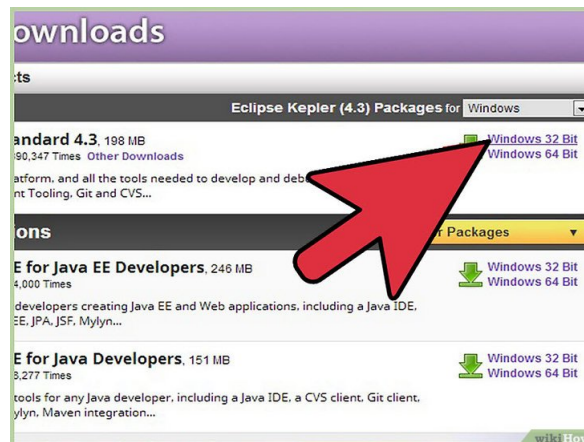 ownloads
cts
Eclipse Kepler (4.3) Packages for Windows
andard 4.3, 198 MB
390,347 Times Other Downloads
Windows 32 Bit
Windows 64 Bit
atform, and all the tools needed to develop and deb
nt Tooling, Git and CVS...
ions
r Packages
E for Java EE Developers, 246 MB
4,000 Times
Windows 32 Bit
Windows 64 Bit
developers creating Java EE and Web applications, including a Java IDE,
EE, JPA, JSF, Mylyn...
E for Java Developers, 151 MB
6,277 Times
Windows 32 Bit
Windows 64 Bit
tools for any Java developer, including a Java IDE, a CVS client, Git client,
ylyn, Maven integration...
wikiHow